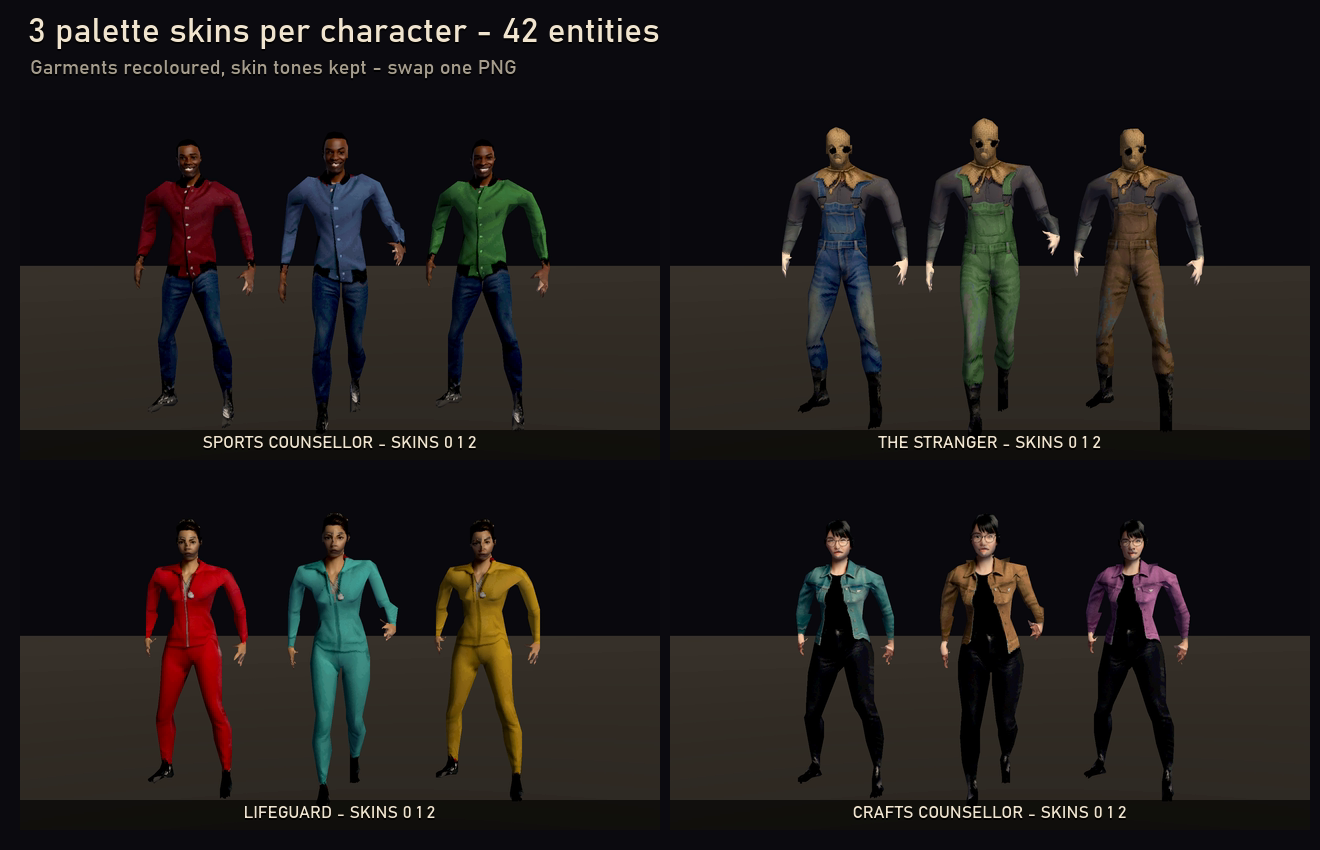 3 palette skins per character - 42 entities
Garments recoloured, skin tones kept - swap one PNG
SPORTS COUNSELLOR - SKINS 0 1 2
THE STRANGER - SKINS 0 1 2
LIFEGUARD - SKINS 0 1 2
CRAFTS COUNSELLOR - SKINS 0 1 2